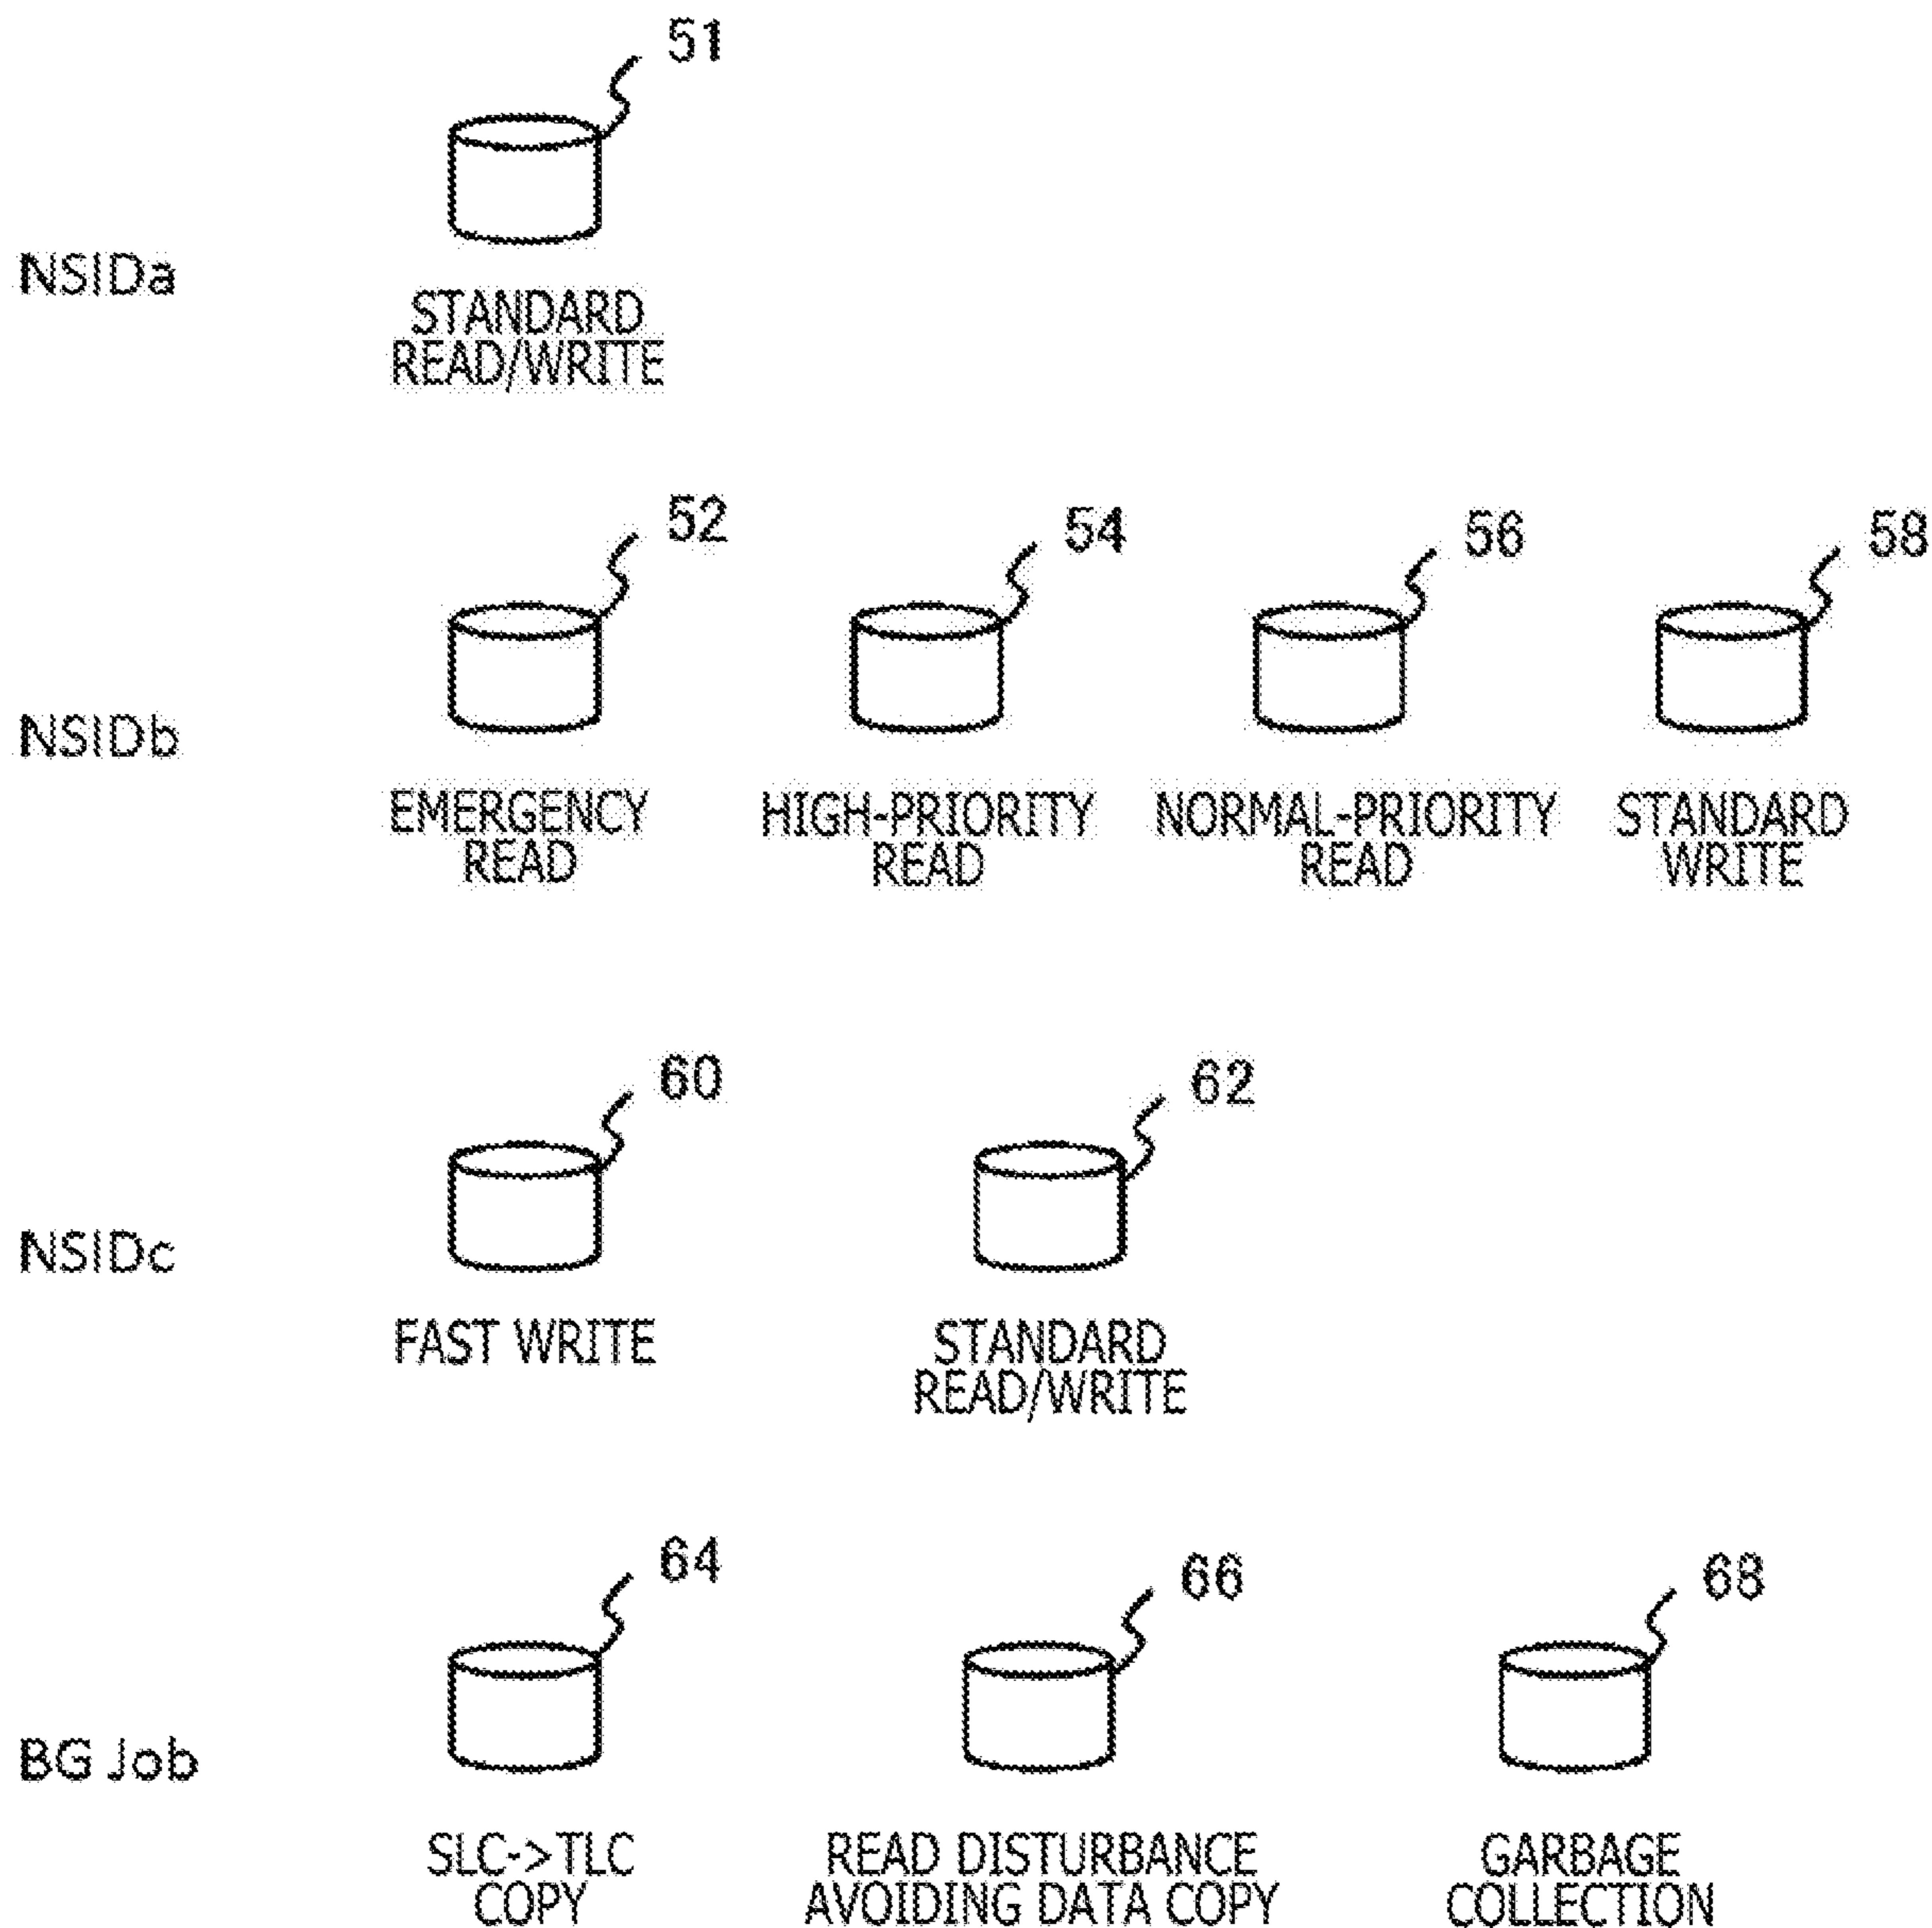 51
NSIDa
STANDARD
READ/WRITE
52
54
56
58
NSIDb
EMERGENCY
READ
HIGH-PRIORITY
READ
NORMAL-PRIORITY
READ
STANDARD
WRITE
60
62
NSIDc
FAST WRITE
STANDARD
READ/WRITE
64
66
68
BG Job
SLC->TLC
COPY
READ DISTURBANCE
AVOIDING DATA COPY
GARBAGE
COLLECTION